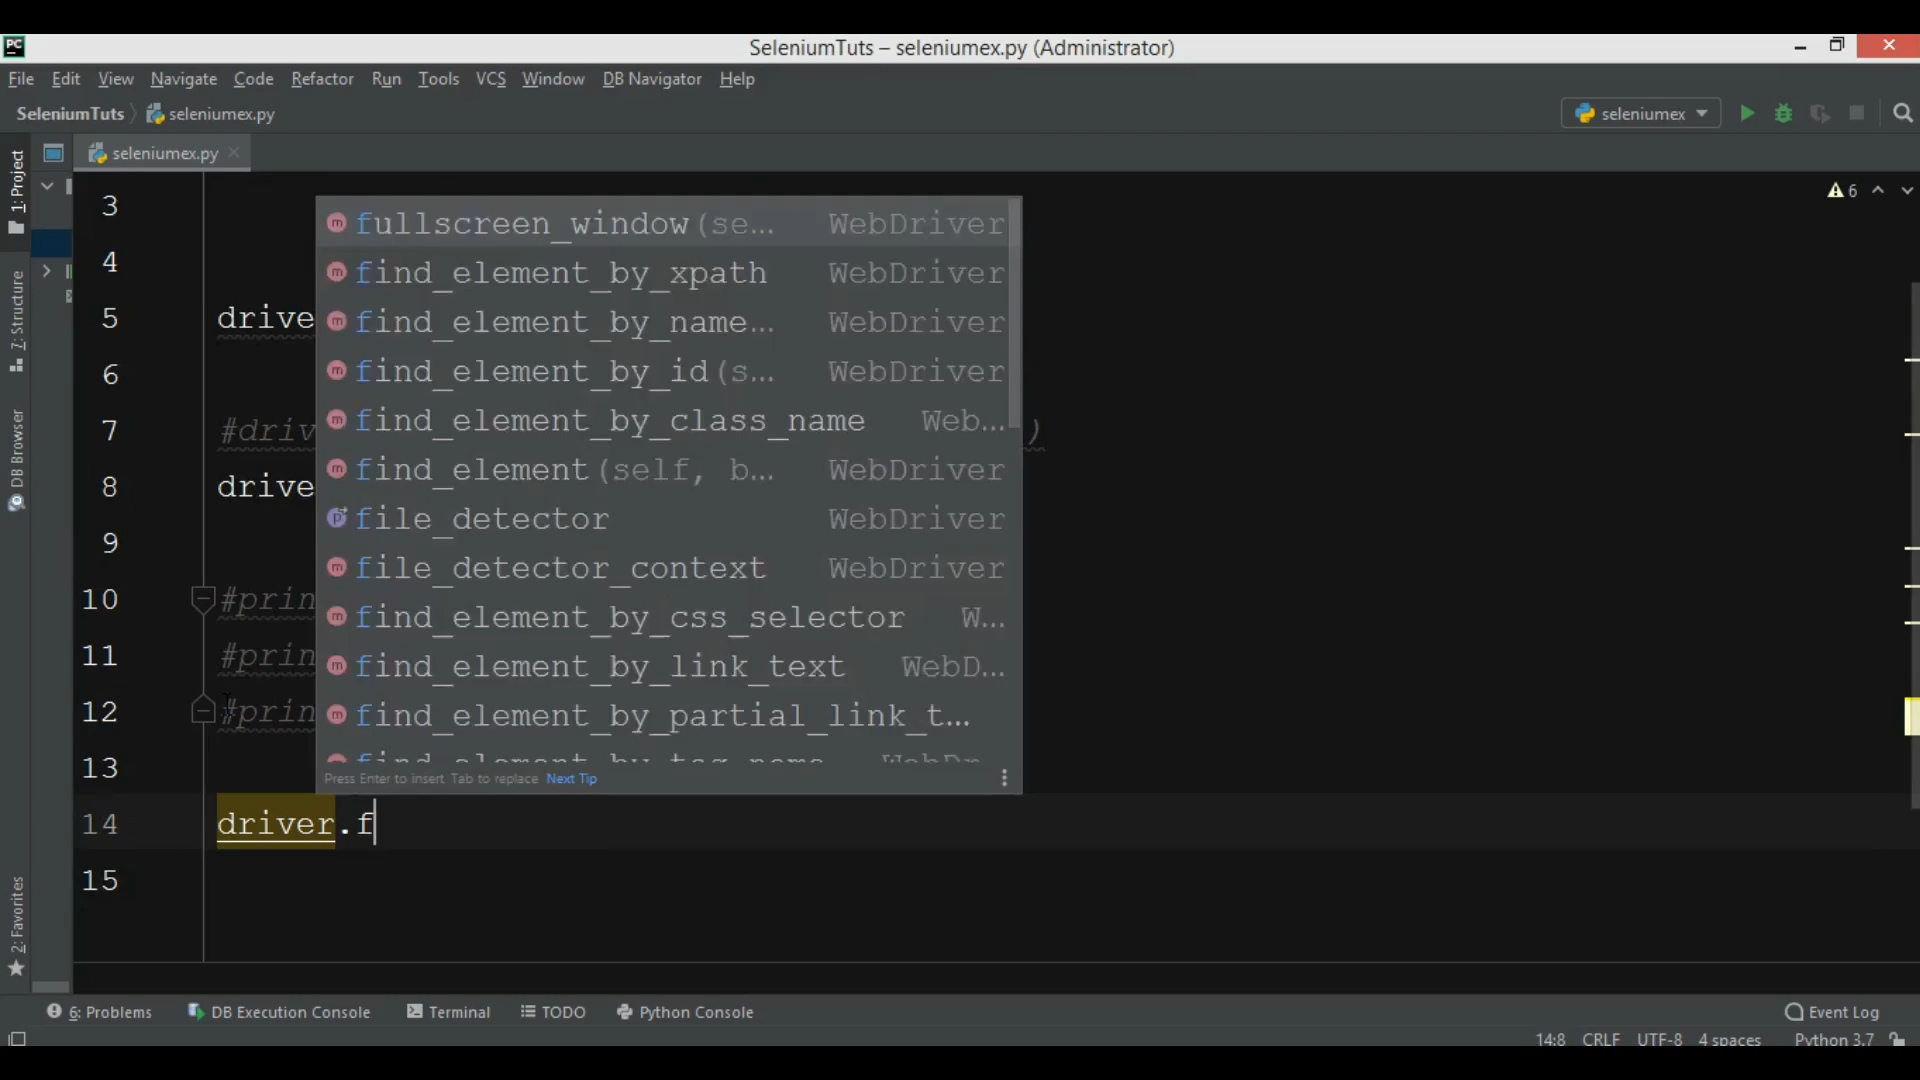 PC
SeleniumTuts – seleniumex.py (Administrator)
File Edit View Navigate Code Refactor Run Tools VCS Window DB Navigator Help
SeleniumTuts seleniumex.py
seleniumex
seleniumex.py
1: Project
7: Structure
DB Browser
2: Favorites
6
3
4
5 drive
6
7 #driv )
8 drive
9
10 #prin
11 #prin
12 #prin
13
14 driver.f
15
m fullscreen_window(se... WebDriver
m find_element_by_xpath WebDriver
m find_element_by_name... WebDriver
m find_element_by_id(s... WebDriver
m find_element_by_class_name Web...
m find_element(self, b... WebDriver
p file_detector WebDriver
m file_detector_context WebDriver
m find_element_by_css_selector W...
m find_element_by_link_text WebD...
m find_element_by_partial_link_t...
Press Enter to insert, Tab to replace Next Tip
6: Problems DB Execution Console Terminal TODO Python Console Event Log
14:8 CRLF UTF-8 4 spaces Python 3.7